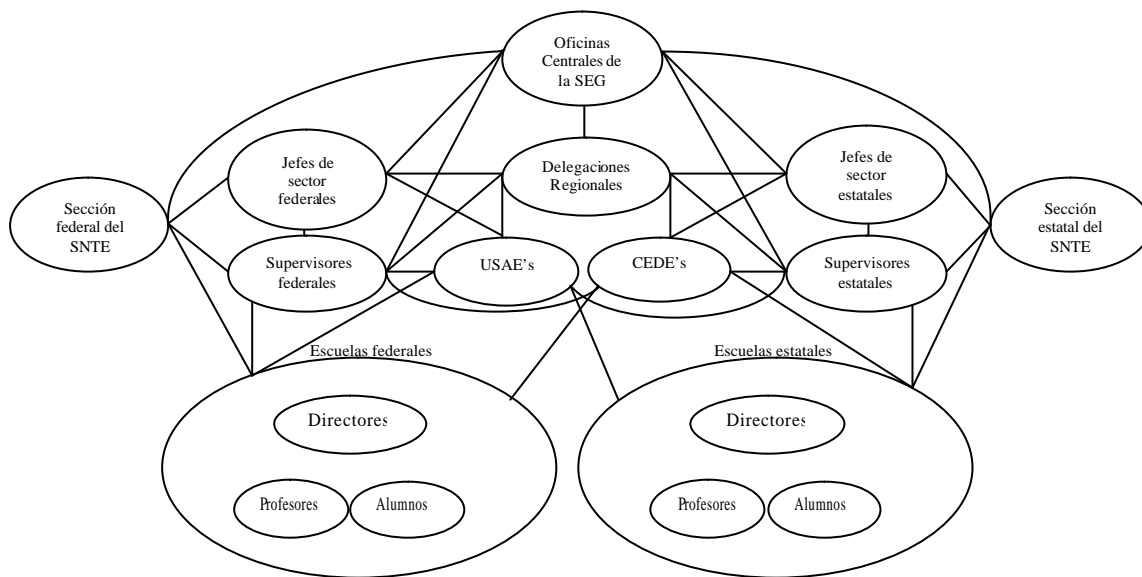 Oficinas
Centrales de
la SEG
Jefes de
sector
federales
Delegaciones
Regionales
Jefes de
sector
estatales
Sección
federal del
SNTE
Sección
estatal del
SNTE
Supervisores
federales
USAE’s
CEDE’s
Supervisores
estatales
Escuelas federales
Escuelas estatales
Directores
Directores
Profesores
Alumnos
Profesores
Alumnos